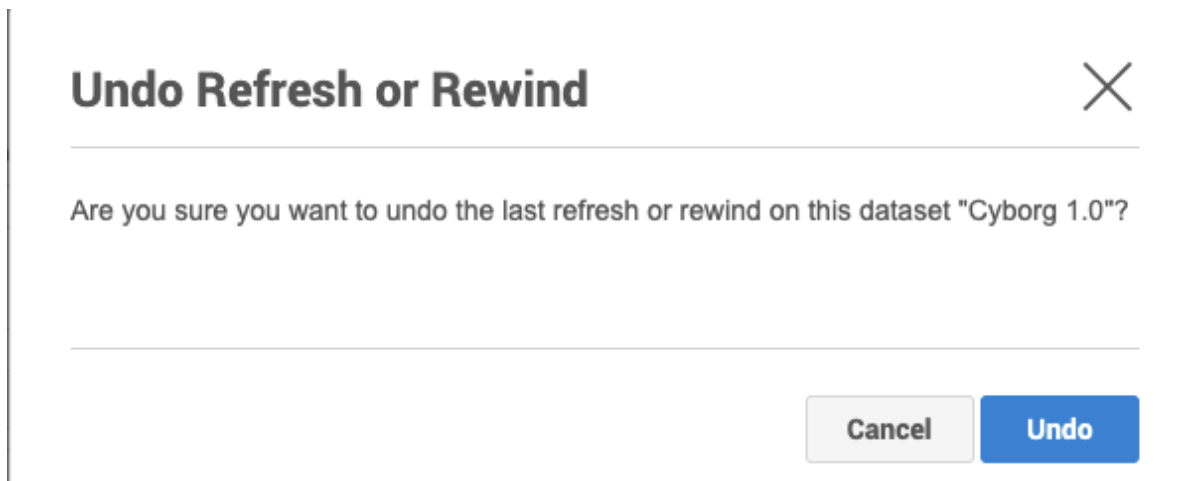 Undo Refresh or Rewind
Are you sure you want to undo the last refresh or rewind on this dataset "Cyborg 1.0"?
Cancel
Undo